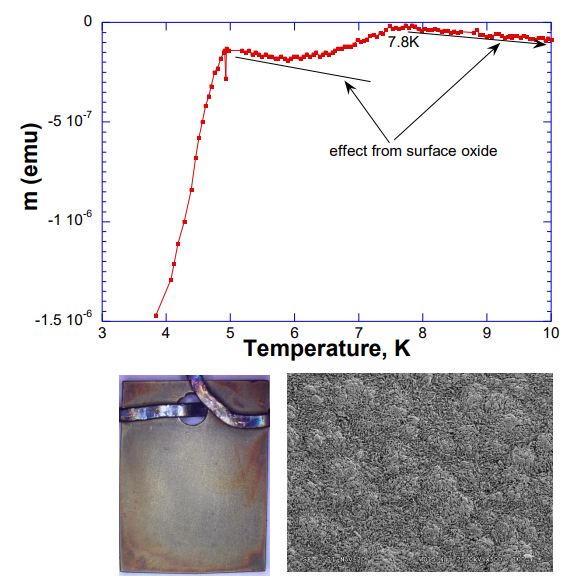 0
-5 10-7
-1 10-6
-1.5 10-6
m (emu)
7.8K
effect from surface oxide
3 4 5 6 7 8 9 10
Temperature, K